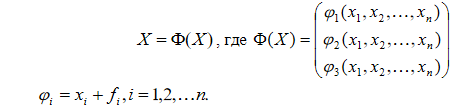 X = Φ(X), где Φ(X) = ( φ₁(x₁, x₂, ..., xₙ)
φ₂(x₁, x₂, ..., xₙ)
φ₃(x₁, x₂, ..., xₙ) )
φᵢ = xᵢ + fᵢ, i = 1,2,...n.